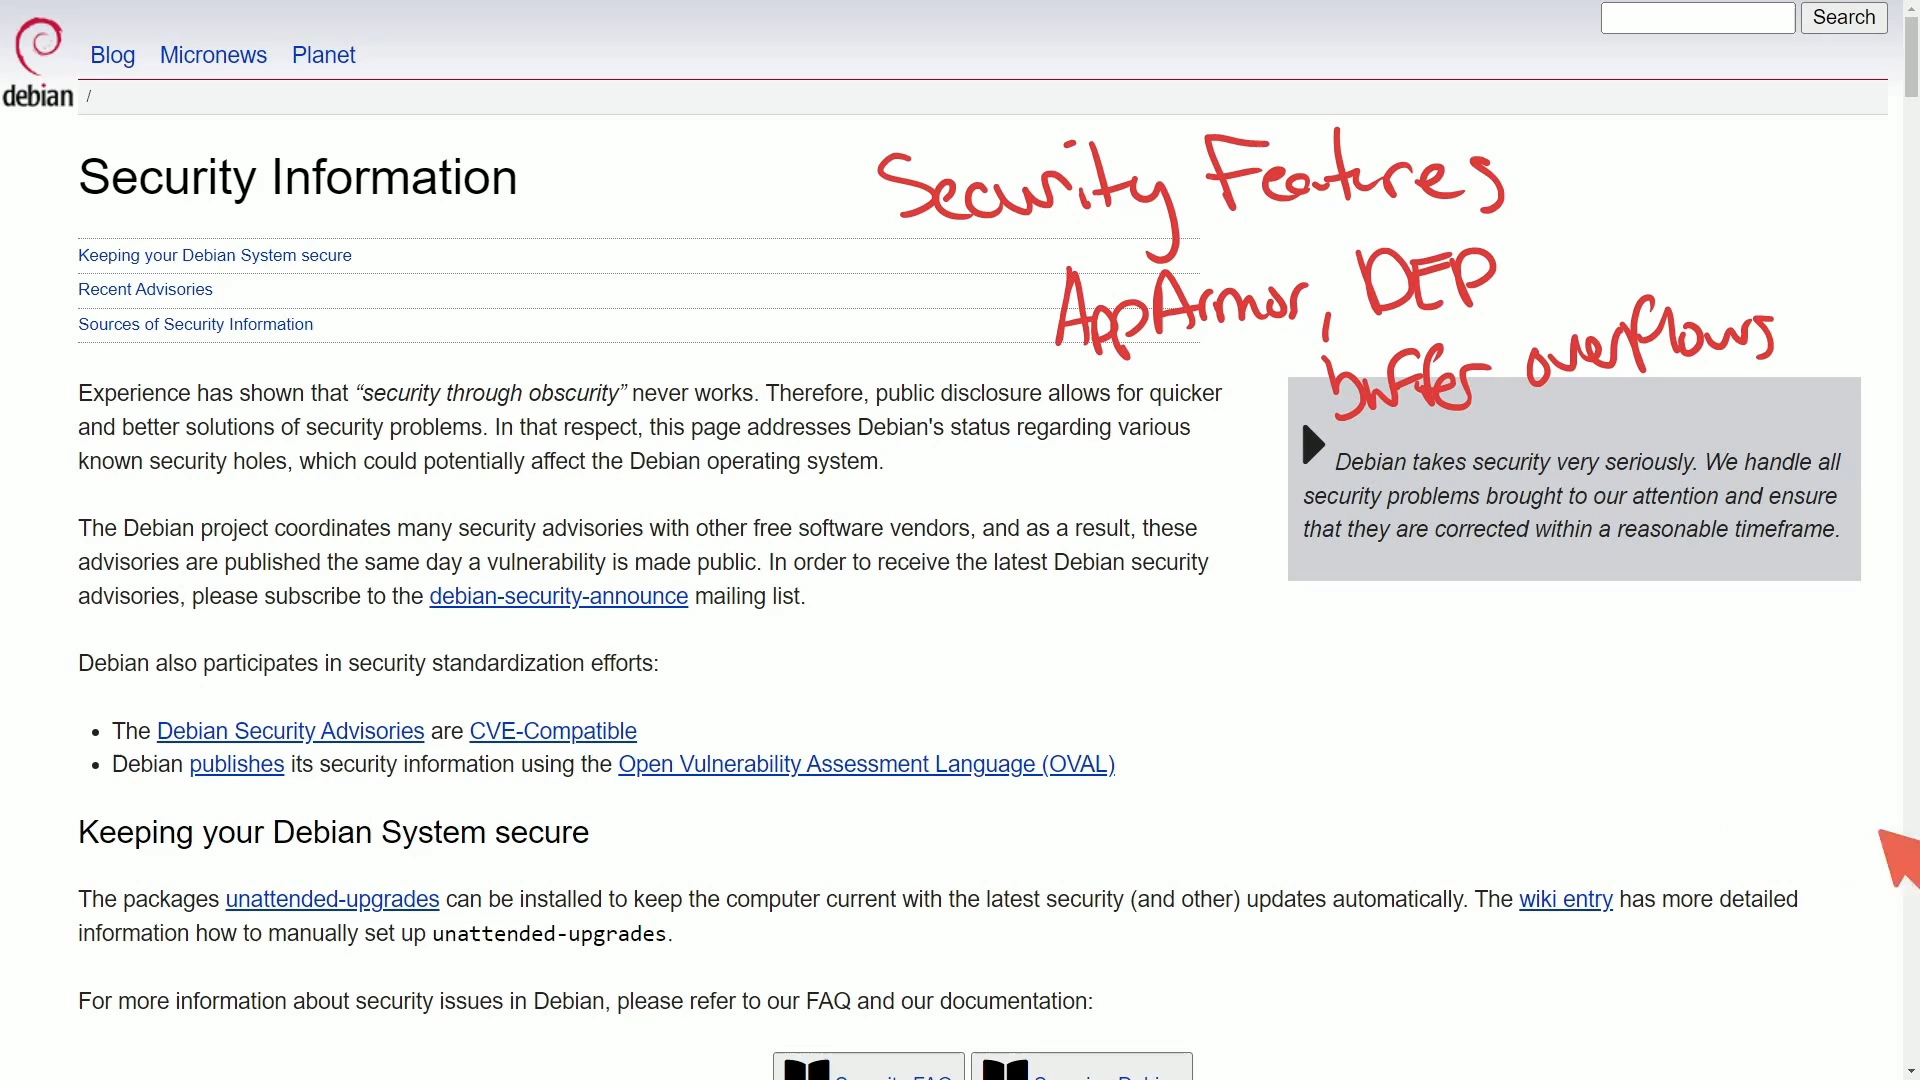 Search
Blog Micronews Planet
debian /
Security Information
Security Features
Keeping your Debian System secure
Recent Advisories
Sources of Security Information
AppArmor, DEP
buffer overflows
Experience has shown that “security through obscurity” never works. Therefore, public disclosure allows for quicker
and better solutions of security problems. In that respect, this page addresses Debian's status regarding various
known security holes, which could potentially affect the Debian operating system.
Debian takes security very seriously. We handle all
security problems brought to our attention and ensure
that they are corrected within a reasonable timeframe.
The Debian project coordinates many security advisories with other free software vendors, and as a result, these
advisories are published the same day a vulnerability is made public. In order to receive the latest Debian security
advisories, please subscribe to the debian-security-announce mailing list.
Debian also participates in security standardization efforts:
The Debian Security Advisories are CVE-Compatible
Debian publishes its security information using the Open Vulnerability Assessment Language (OVAL)
Keeping your Debian System secure
The packages unattended-upgrades can be installed to keep the computer current with the latest security (and other) updates automatically. The wiki entry has more detailed
information how to manually set up unattended-upgrades.
For more information about security issues in Debian, please refer to our FAQ and our documentation: